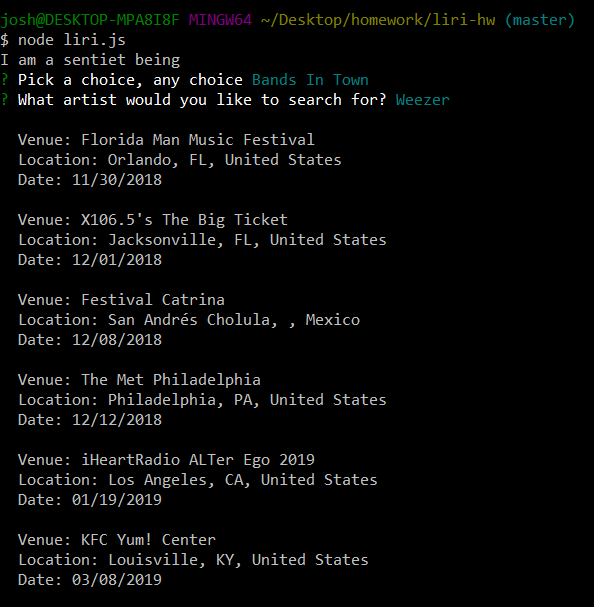 josh@DESKTOP-MPA8I8F MINGW64 ~/Desktop/homework/liri-hw (master)
$ node liri.js
I am a sentiet being
? Pick a choice, any choice Bands In Town
? What artist would you like to search for? Weezer
Venue: Florida Man Music Festival
Location: Orlando, FL, United States
Date: 11/30/2018
Venue: X106.5's The Big Ticket
Location: Jacksonville, FL, United States
Date: 12/01/2018
Venue: Festival Catrina
Location: San Andrés Cholula, , Mexico
Date: 12/08/2018
Venue: The Met Philadelphia
Location: Philadelphia, PA, United States
Date: 12/12/2018
Venue: iHeartRadio ALTer Ego 2019
Location: Los Angeles, CA, United States
Date: 01/19/2019
Venue: KFC Yum! Center
Location: Louisville, KY, United States
Date: 03/08/2019